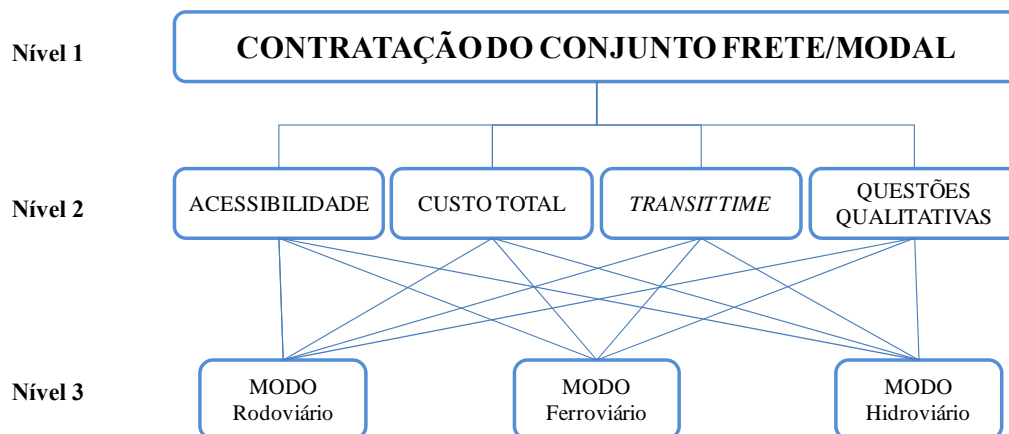 Nível 1
CONTRATAÇÃO DO CONJUNTO FRETE/MODAL
Nível 2
ACESSIBILIDADE
CUSTO TOTAL
TRANSIT TIME
QUESTÕES
QUALITATIVAS
Nível 3
MODO
Rodoviário
MODO
Ferroviário
MODO
Hidroviário